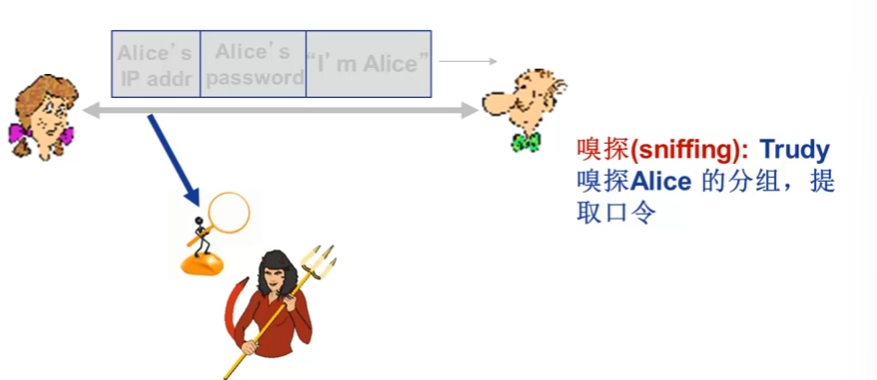 Alice’s
IP addr
Alice’s
password
“I’m Alice”
嗅探(sniffing): Trudy
嗅探Alice 的分组，提
取口令